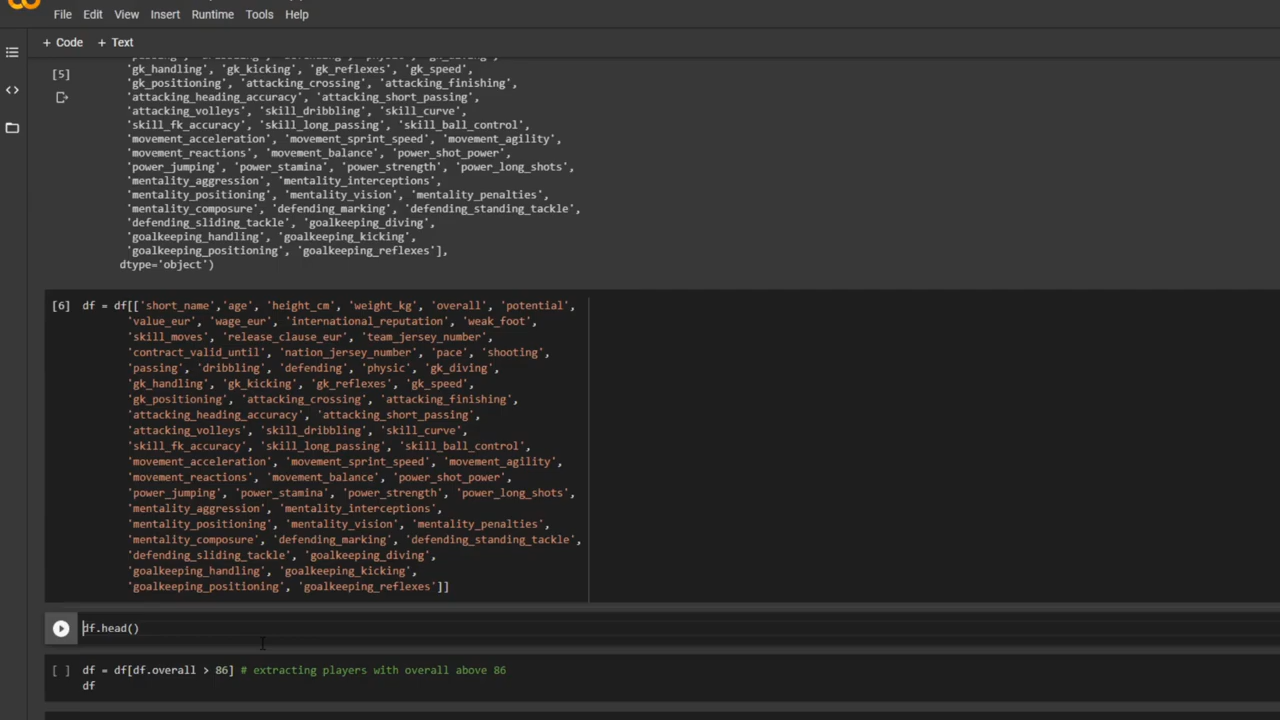 File Edit View Insert Runtime Tools Help
+ Code + Text
[5]
'gk_handling', 'gk_kicking', 'gk_reflexes', 'gk_speed',
'gk_positioning', 'attacking_crossing', 'attacking_finishing',
'attacking_heading_accuracy', 'attacking_short_passing',
'attacking_volleys', 'skill_dribbling', 'skill_curve',
'skill_fk_accuracy', 'skill_long_passing', 'skill_ball_control',
'movement_acceleration', 'movement_sprint_speed', 'movement_agility',
'movement_reactions', 'movement_balance', 'power_shot_power',
'power_jumping', 'power_stamina', 'power_strength', 'power_long_shots',
'mentality_aggression', 'mentality_interceptions',
'mentality_positioning', 'mentality_vision', 'mentality_penalties',
'mentality_composure', 'defending_marking', 'defending_standing_tackle',
'defending_sliding_tackle', 'goalkeeping_diving',
'goalkeeping_handling', 'goalkeeping_kicking',
'goalkeeping_positioning', 'goalkeeping_reflexes'],
dtype='object')
[6] df = df[['short_name','age', 'height_cm', 'weight_kg', 'overall', 'potential',
'value_eur', 'wage_eur', 'international_reputation', 'weak_foot',
'skill_moves', 'release_clause_eur', 'team_jersey_number',
'contract_valid_until', 'nation_jersey_number', 'pace', 'shooting',
'passing', 'dribbling', 'defending', 'physic', 'gk_diving',
'gk_handling', 'gk_kicking', 'gk_reflexes', 'gk_speed',
'gk_positioning', 'attacking_crossing', 'attacking_finishing',
'attacking_heading_accuracy', 'attacking_short_passing',
'attacking_volleys', 'skill_dribbling', 'skill_curve',
'skill_fk_accuracy', 'skill_long_passing', 'skill_ball_control',
'movement_acceleration', 'movement_sprint_speed', 'movement_agility',
'movement_reactions', 'movement_balance', 'power_shot_power',
'power_jumping', 'power_stamina', 'power_strength', 'power_long_shots',
'mentality_aggression', 'mentality_interceptions',
'mentality_positioning', 'mentality_vision', 'mentality_penalties',
'mentality_composure', 'defending_marking', 'defending_standing_tackle',
'defending_sliding_tackle', 'goalkeeping_diving',
'goalkeeping_handling', 'goalkeeping_kicking',
'goalkeeping_positioning', 'goalkeeping_reflexes']]
df.head()
[ ] df = df[df.overall > 86] # extracting players with overall above 86
df